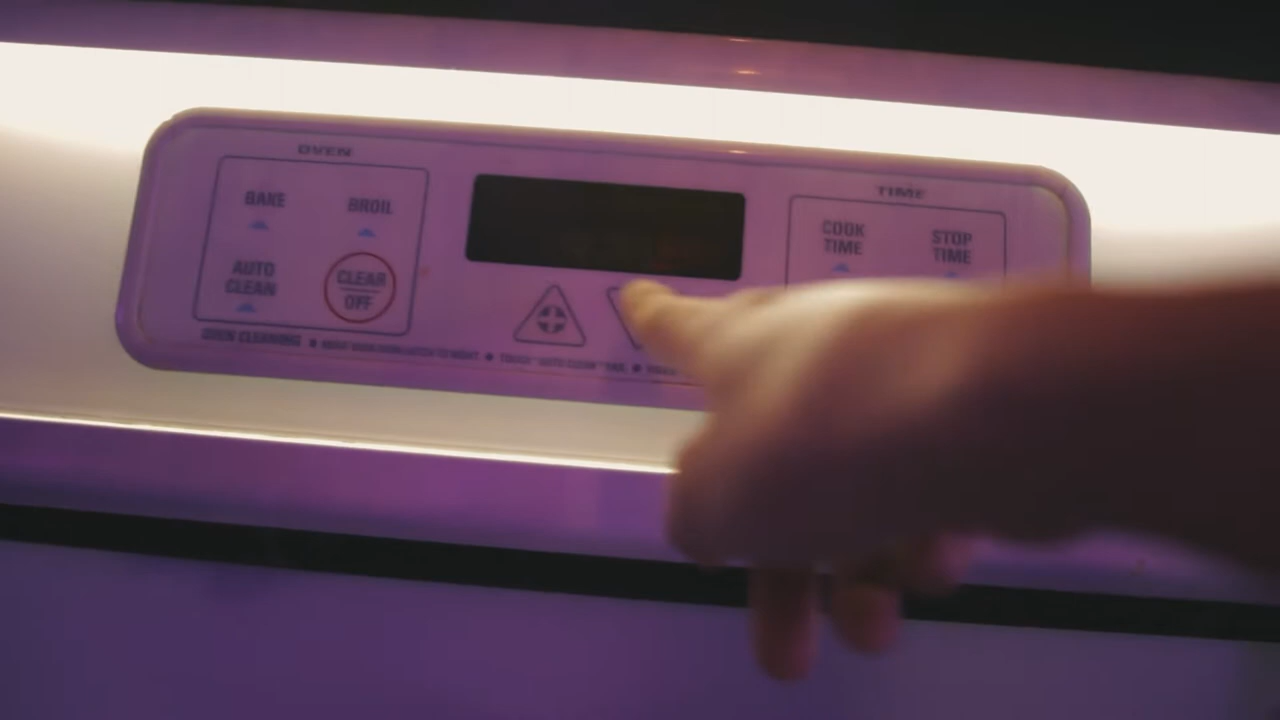 OVEN
BAKE
BROIL
AUTO
CLEAN
CLEAR
OFF
OVEN CLEANING
TIME
COOK
TIME
STOP
TIME